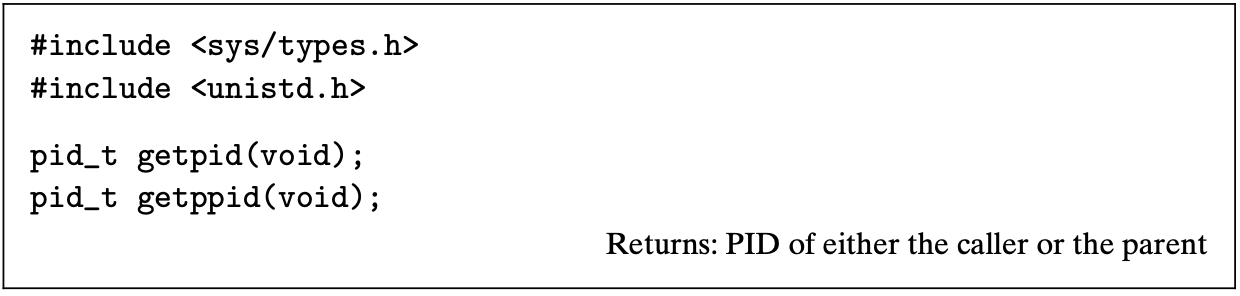 #include <sys/types.h>
#include <unistd.h>
pid_t getpid(void);
pid_t getppid(void);
Returns: PID of either the caller or the parent